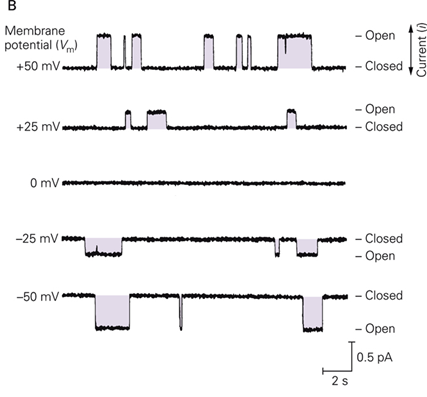 B
Membrane
potential (Vm)
Current (i)
+50 mV
– Open
– Closed
+25 mV
– Open
– Closed
0 mV
–25 mV
– Closed
– Open
–50 mV
– Closed
– Open
0.5 pA
2 s